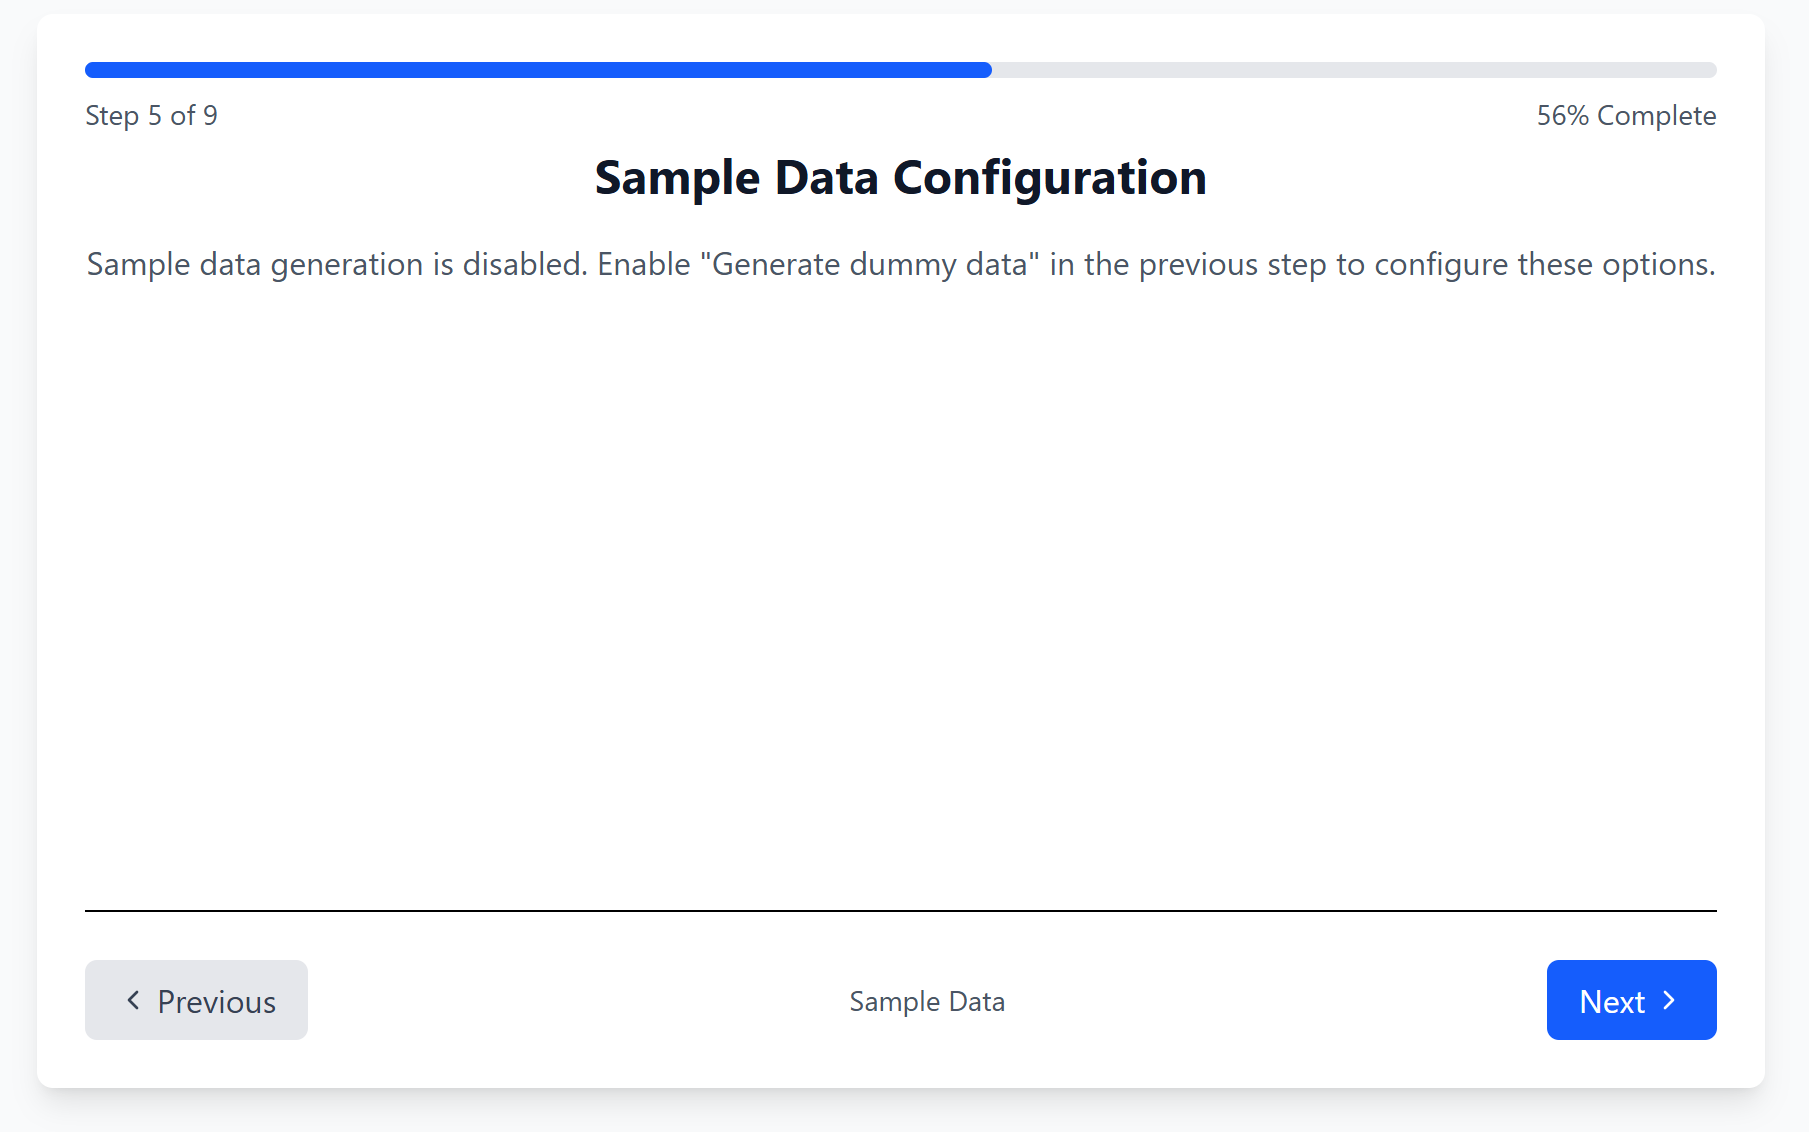 Step 5 of 9
56% Complete
Sample Data Configuration
Sample data generation is disabled. Enable "Generate dummy data" in the previous step to configure these options.
Previous
Sample Data
Next